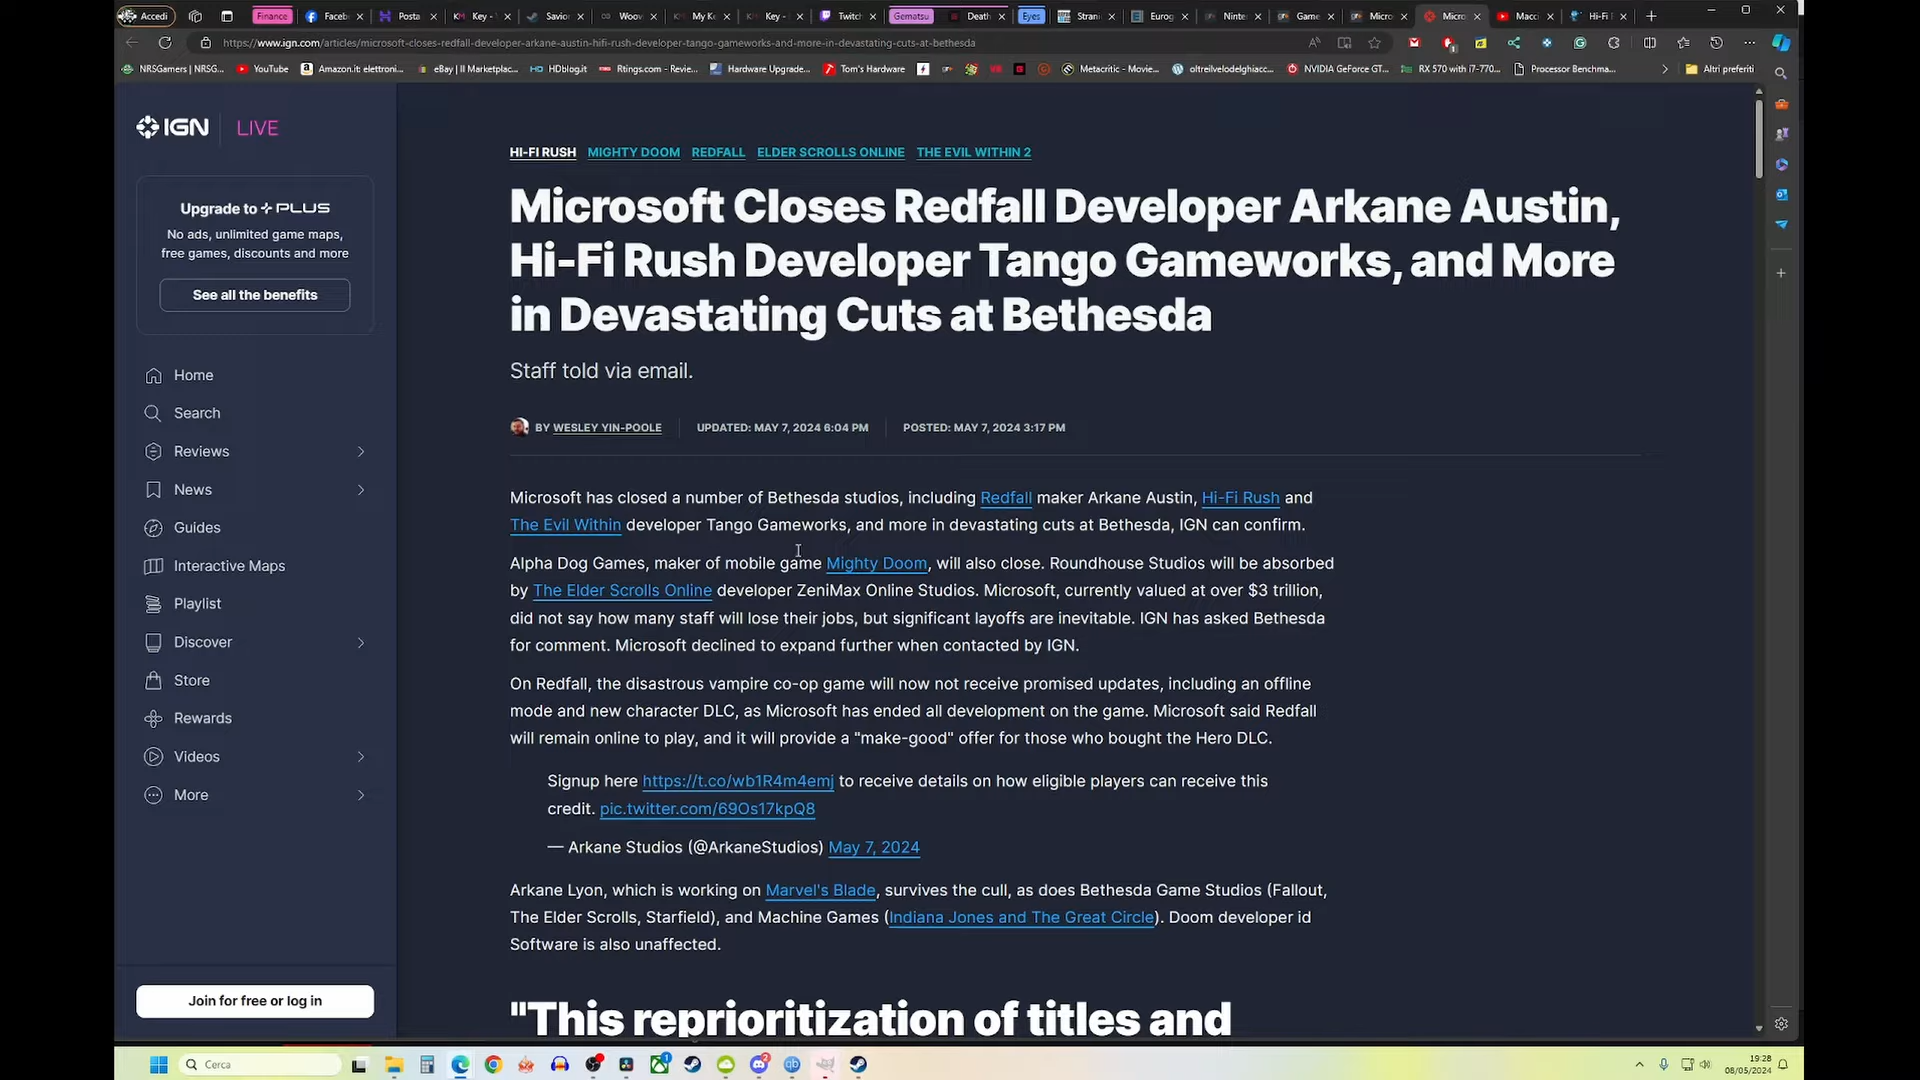 Accedi
Finance
Faceb
Posta
Key -
Savior
Woov
My K
Key -
Twitch
Gematsu
Death
Eyes
Strani
Eurog
Ninte
Game
Micro
Micro
Macci
Hi-Fi
https://www.ign.com/articles/microsoft-closes-redfall-developer-arkane-austin-hifi-rush-developer-tango-gameworks-and-more-in-devastating-cuts-at-bethesda
NRSGamers | NRSG...
YouTube
Amazon.it: elettroni...
eBay | Il Marketplac...
HDblog.it
Rtings.com - Revie...
Hardware Upgrade...
Tom's Hardware
Metacritic - Movie...
oltreilvelodelghiacc...
NVIDIA GeForce GT...
RX 570 with i7-770...
Processor Benchma...
Altri preferiti
IGN LIVE
Upgrade to PLUS
No ads, unlimited game maps,
free games, discounts and more
See all the benefits
Home
Search
Reviews
News
Guides
Interactive Maps
Playlist
Discover
Store
Rewards
Videos
More
Join for free or log in
HI-FI RUSH MIGHTY DOOM REDFALL ELDER SCROLLS ONLINE THE EVIL WITHIN 2
Microsoft Closes Redfall Developer Arkane Austin,
Hi-Fi Rush Developer Tango Gameworks, and More
in Devastating Cuts at Bethesda
Staff told via email.
BY WESLEY YIN-POOLE UPDATED: MAY 7, 2024 6:04 PM POSTED: MAY 7, 2024 3:17 PM
Microsoft has closed a number of Bethesda studios, including Redfall maker Arkane Austin, Hi-Fi Rush and
The Evil Within developer Tango Gameworks, and more in devastating cuts at Bethesda, IGN can confirm.
Alpha Dog Games, maker of mobile game Mighty Doom, will also close. Roundhouse Studios will be absorbed
by The Elder Scrolls Online developer ZeniMax Online Studios. Microsoft, currently valued at over $3 trillion,
did not say how many staff will lose their jobs, but significant layoffs are inevitable. IGN has asked Bethesda
for comment. Microsoft declined to expand further when contacted by IGN.
On Redfall, the disastrous vampire co-op game will now not receive promised updates, including an offline
mode and new character DLC, as Microsoft has ended all development on the game. Microsoft said Redfall
will remain online to play, and it will provide a "make-good" offer for those who bought the Hero DLC.
Signup here https://t.co/wb1R4m4emj to receive details on how eligible players can receive this
credit. pic.twitter.com/69Os17kpQ8
— Arkane Studios (@ArkaneStudios) May 7, 2024
Arkane Lyon, which is working on Marvel's Blade, survives the cull, as does Bethesda Game Studios (Fallout,
The Elder Scrolls, Starfield), and Machine Games (Indiana Jones and The Great Circle). Doom developer id
Software is also unaffected.
"This reprioritization of titles and
Cerca
19:28
08/05/2024